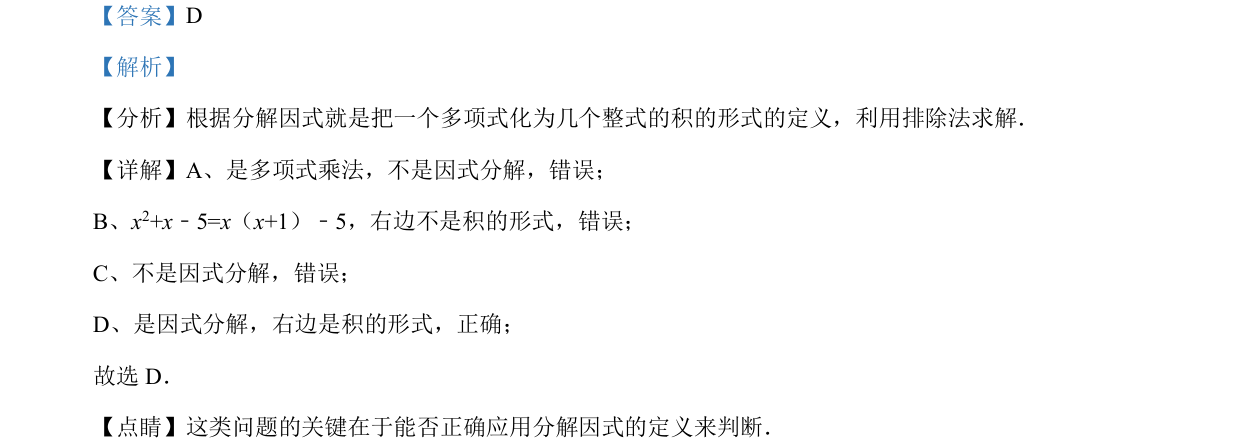 【答案】D
【解析】
【分析】根据分解因式就是把一个多项式化为几个整式的积的形式的定义，利用排除法求解．
【详解】A、是多项式乘法，不是因式分解，错误；
B、x²+x﹣5=x（x+1）﹣5，右边不是积的形式，错误；
C、不是因式分解，错误；
D、是因式分解，右边是积的形式，正确；
故选 D．
【点睛】这类问题的关键在于能否正确应用分解因式的定义来判断．